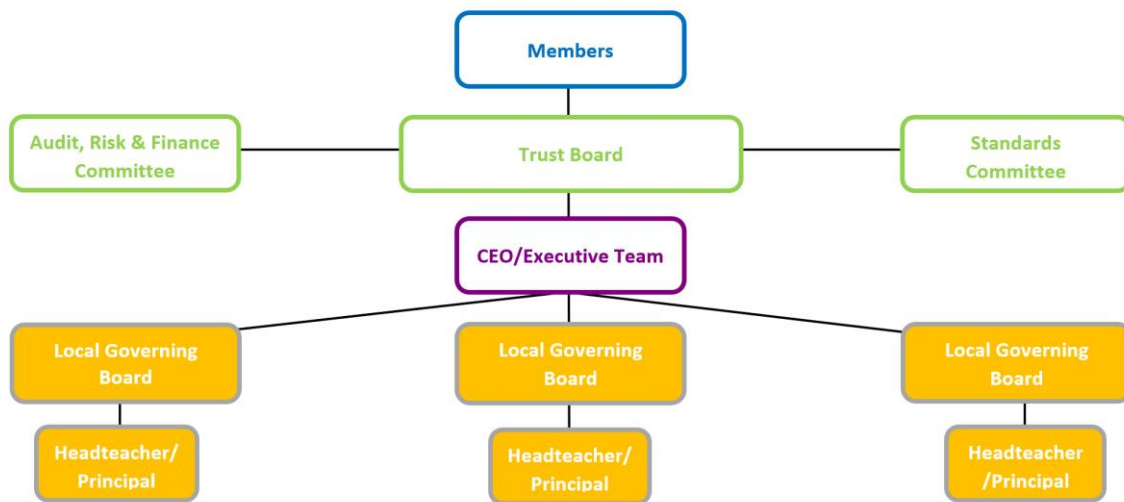 Members
Audit, Risk & Finance
Committee
Trust Board
Standards
Committee
CEO/Executive Team
Local Governing
Board
Local Governing
Board
Local Governing
Board
Headteacher/
Principal
Headteacher/
Principal
Headteacher
/Principal